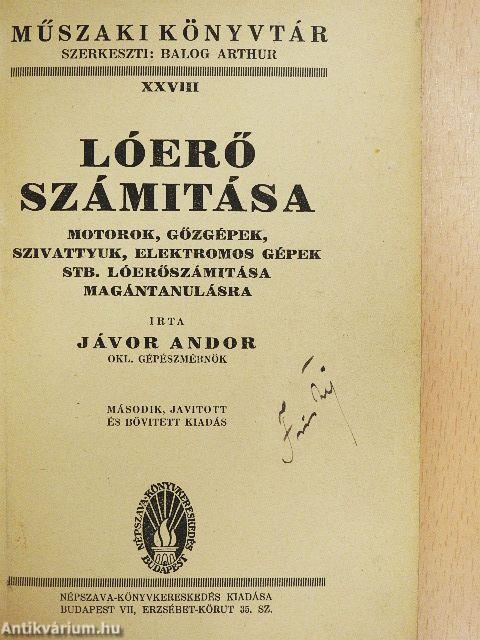 MŰSZAKI KÖNYVTÁR
SZERKESZTI: BALOG ARTHUR
XXVIII
LÓERŐ
SZÁMITÁSA
MOTOROK, GŐZGÉPEK,
SZIVATTYUK, ELEKTROMOS GÉPEK
STB. LÓERŐSZÁMITÁSA
MAGÁNTANULÁSRA
IRTA
JÁVOR ANDOR
OKL. GÉPÉSZMÉRNÖK
MÁSODIK, JAVITOTT
ÉS BŐVITETT KIADÁS
NÉPSZAVA-KÖNYVKERESKEDÉS
BUDAPEST
NÉPSZAVA-KÖNYVKERESKEDÉS KIADÁSA
BUDAPEST VII, ERZSÉBET-KÖRUT 35. SZ.
Antikvárium.hu